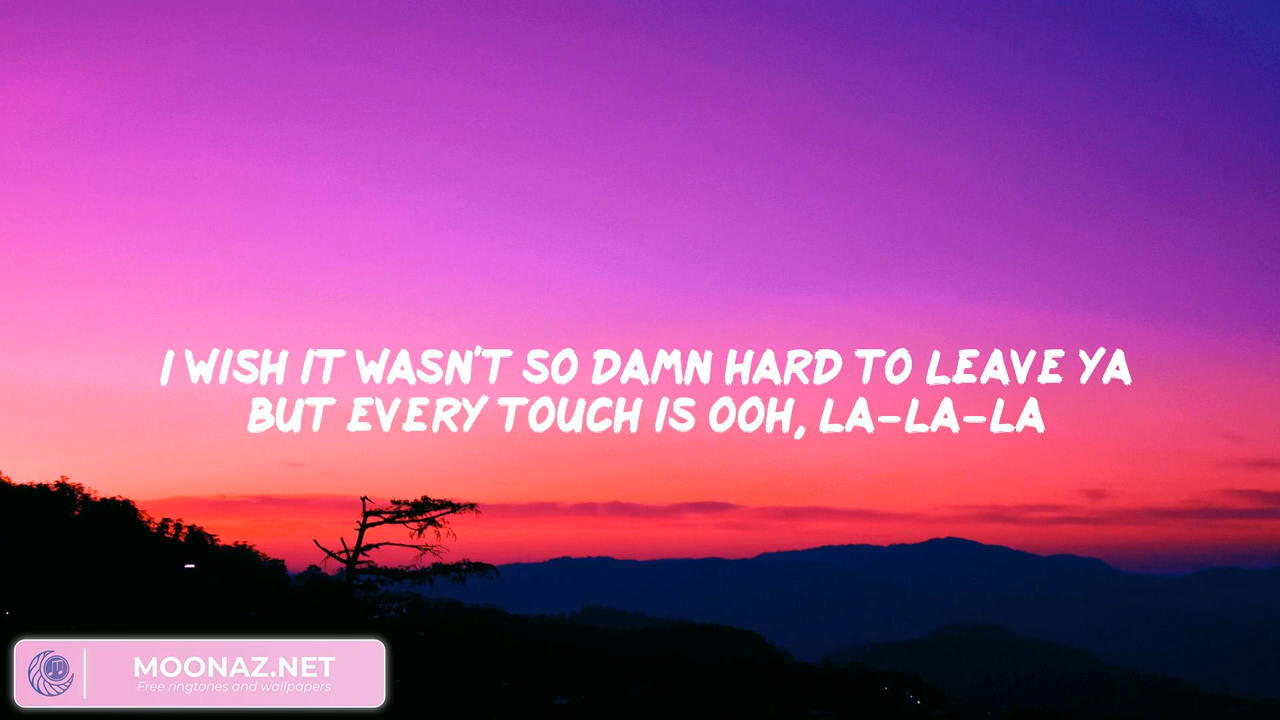 I WISH IT WASN'T SO DAMN HARD TO LEAVE YA
BUT EVERY TOUCH IS OOH, LA-LA-LA
MOONAZ.NET
Free ringtones and wallpapers